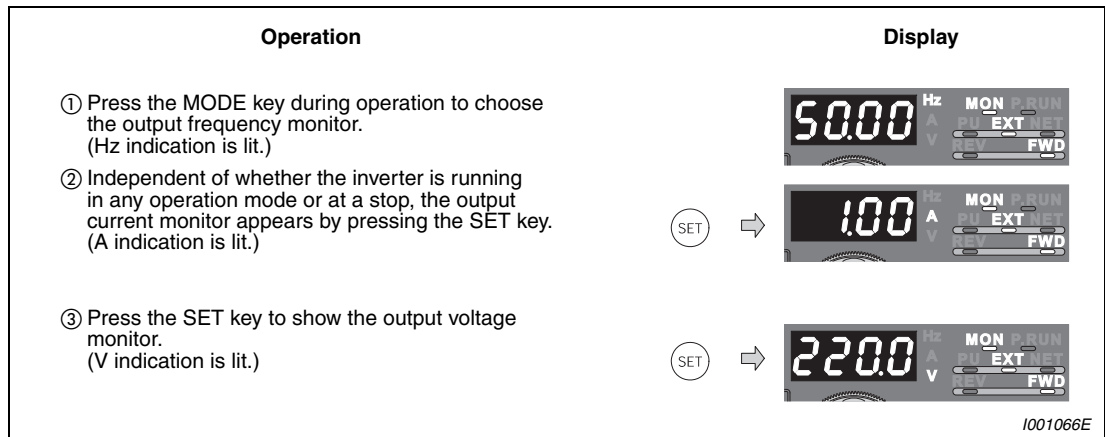 Operation
Display
① Press the MODE key during operation to choose
the output frequency monitor.
(Hz indication is lit.)
50.00 Hz MON P.RUN
A PU EXT NET
V REV FWD
② Independent of whether the inverter is running
in any operation mode or at a stop, the output
current monitor appears by pressing the SET key.
(A indication is lit.)
SET
1.00 Hz MON P.RUN
A PU EXT NET
V REV FWD
③ Press the SET key to show the output voltage
monitor.
(V indication is lit.)
SET
220.0 Hz MON P.RUN
A PU EXT NET
V REV FWD
I001066E